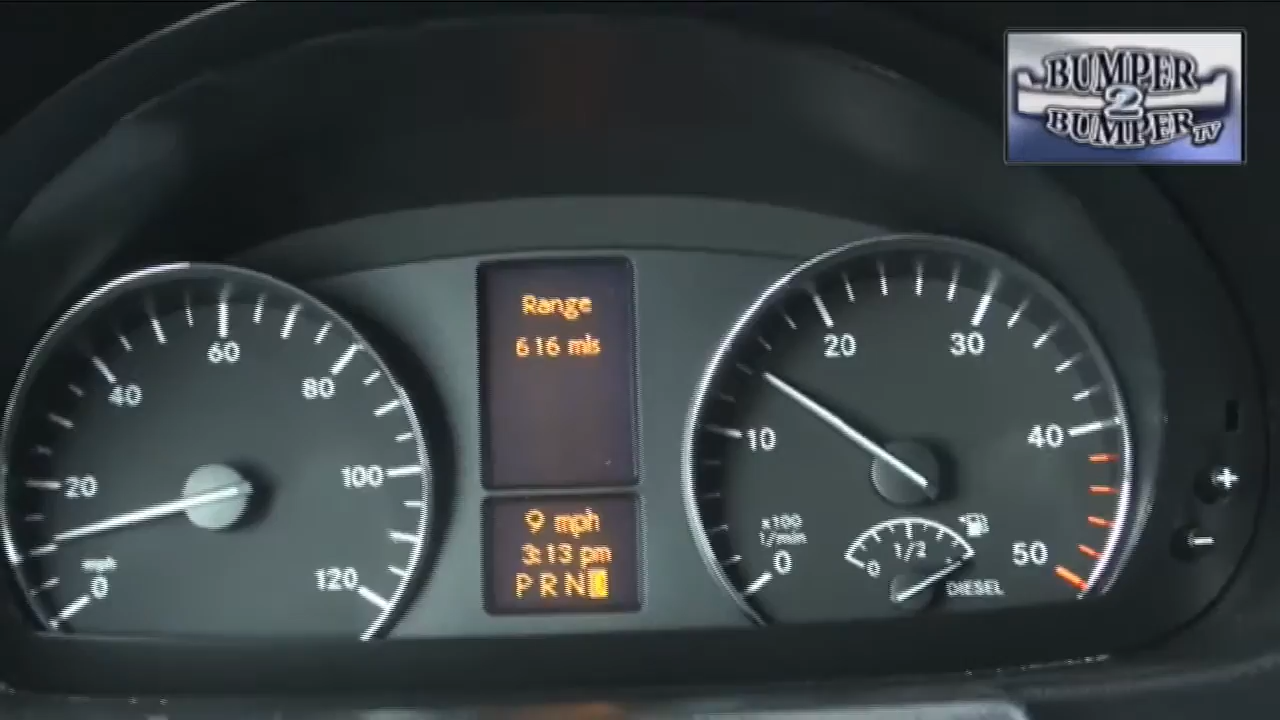 BUMPER
2
BUMPER TV
Range
616 mls
9 mph
3:13 pm
P R N D
0
mph
20
40
60
80
100
120
0
x100
1/min
10
20
30
40
50
0
1/2
DIESEL
+
-